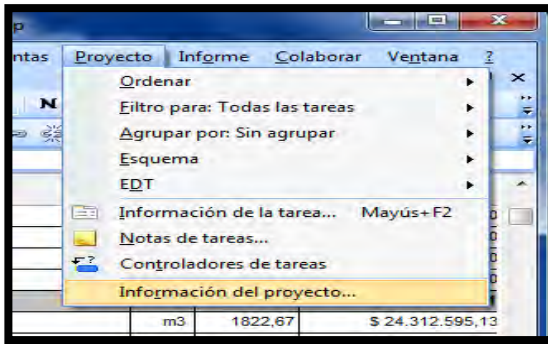 p
ntas Proyecto Informe Colaborar Ventana ?
Ordenar
N Filtro para: Todas las tareas
Agrupar por: Sin agrupar
Esquema
EDT
Información de la tarea... Mayús+F2
Notas de tareas...
Controladores de tareas
Información del proyecto...
m3 1822,67 $ 24.312.595,13